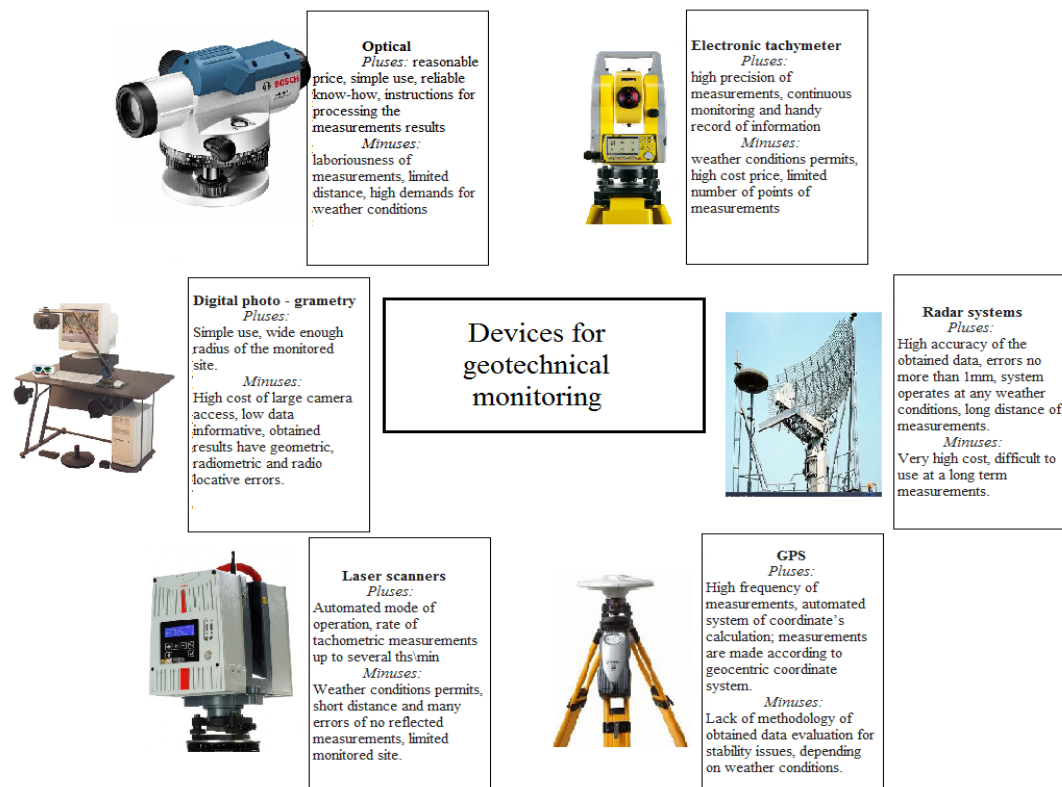 Optical
Pluses: reasonable
price, simple use, reliable
know-how, instructions for
processing the
measurements results
Minuses:
laboriousness of
measurements, limited
distance, high demands for
weather conditions
BOSCH
Electronic tachymeter
Pluses:
high precision of
measurements, continuous
monitoring and handy
record of information
Minuses:
weather conditions permits,
high cost price, limited
number of points of
measurements
Digital photo - grametry
Pluses:
Simple use, wide enough
radius of the monitored
site.
Minuses:
High cost of large camera
access, low data
informative, obtained
results have geometric,
radiometric and radio
locative errors.
Devices for
geotechnical
monitoring
Radar systems
Pluses:
High accuracy of the
obtained data, errors no
more than 1mm, system
operates at any weather
conditions, long distance of
measurements.
Minuses:
Very high cost, difficult to
use at a long term
measurements.
Laser scanners
Pluses:
Automated mode of
operation, rate of
tachometric measurements
up to several ths\min
Minuses:
Weather conditions permits,
short distance and many
errors of no reflected
measurements, limited
monitored site.
GPS
Pluses:
High frequency of
measurements, automated
system of coordinate’s
calculation; measurements
are made according to
geocentric coordinate
system.
Minuses:
Lack of methodology of
obtained data evaluation for
stability issues, depending
on weather conditions.